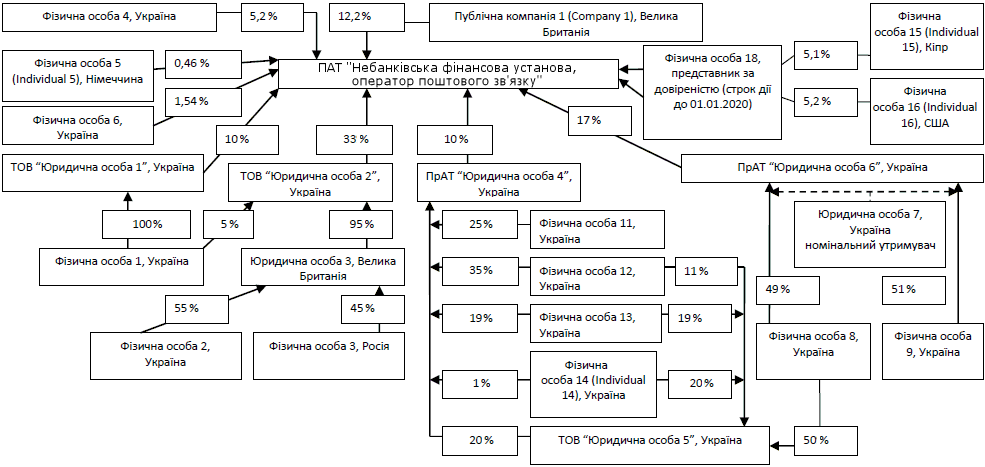 Фізична особа 4, Україна
5,2%
12,2%
Публічна компанія 1 (Company 1), Велика
Британія
Фізична
особа 15 (Individual
15), Кіпр
5,1%
Фізична особа 5
(Individual 5), Німеччина
0,46 %
ПАТ "Небанківська фінансова установа,
оператор поштового зв'язку"
Фізична особа 18,
представник за
довіреністю (строк дії
до 01.01.2020)
5,2%
Фізична
особа 16 (Individual
16), США
1,54 %
Фізична особа 6,
Україна
10 %
33 %
10 %
17 %
ТОВ “Юридична особа 1”, Україна
ТОВ “Юридична особа 2”,
Україна
ПрАТ “Юридична особа 4”,
Україна
ПрАТ “Юридична особа 6”, Україна
100%
5 %
95%
25%
Фізична особа 11,
Україна
Юридична особа 7,
Україна
номінальний утримувач
Фізична особа 1, Україна
Юридична особа 3, Велика
Британія
35%
Фізична особа 12,
Україна
11 %
49%
51%
55%
45%
19%
Фізична особа 13,
Україна
19%
Фізична особа 2,
Україна
Фізична особа 3, Росія
Фізична особа 8,
Україна
Фізична особа
9, Україна
1%
Фізична
особа 14 (Individual
14), Україна
20%
20 %
ТОВ “Юридична особа 5”, Україна
50 %